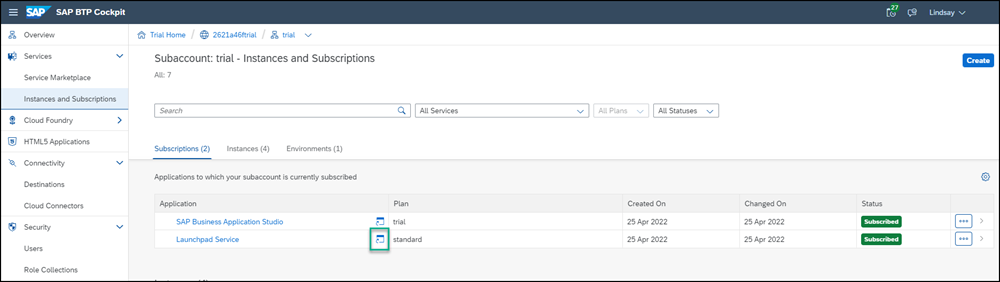 SAP SAP BTP Cockpit 27 Lindsay
Overview
Services
Service Marketplace
Instances and Subscriptions
Cloud Foundry
HTML5 Applications
Connectivity
Destinations
Cloud Connectors
Security
Users
Role Collections
Trial Home / 2621a46ftrial / trial
Subaccount: trial - Instances and Subscriptions
All: 7
Create
Search All Services All Plans All Statuses
Subscriptions (2) Instances (4) Environments (1)
Applications to which your subaccount is currently subscribed
Application Plan Created On Changed On Status
SAP Business Application Studio trial 25 Apr 2022 25 Apr 2022 Subscribed
Launchpad Service standard 25 Apr 2022 25 Apr 2022 Subscribed